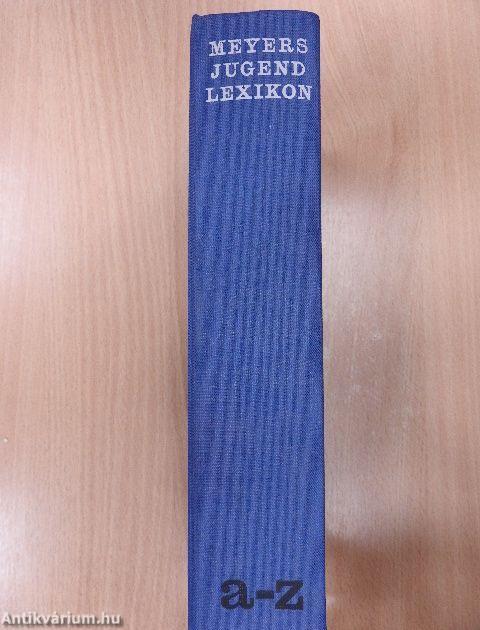 MEYERS
JUGEND
LEXIKON
a-z
Antikvárium.hu